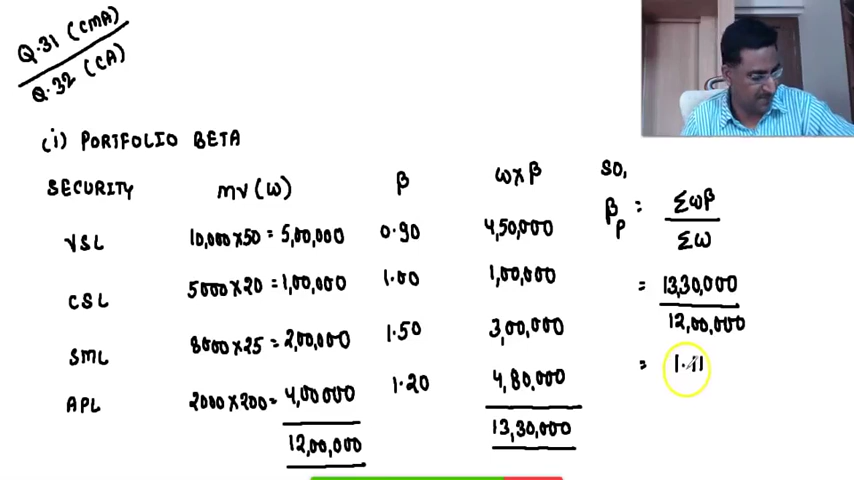 Q.31 (CMA)
Q.32 (CA)
(i) PORTFOLIO BETA
SECURITY MV (W) β W×β SO,
VSL 10,000×50 = 5,00,000 0.90 4,50,000
CSL 5000×20 = 1,00,000 1.00 1,00,000
SML 8000×25 = 2,00,000 1.50 3,00,000
APL 2000×200 = 4,00,000 1.20 4,80,000
12,00,000 13,30,000
βp = ΣWβ
ΣW
= 13,30,000
12,00,000
= 1.